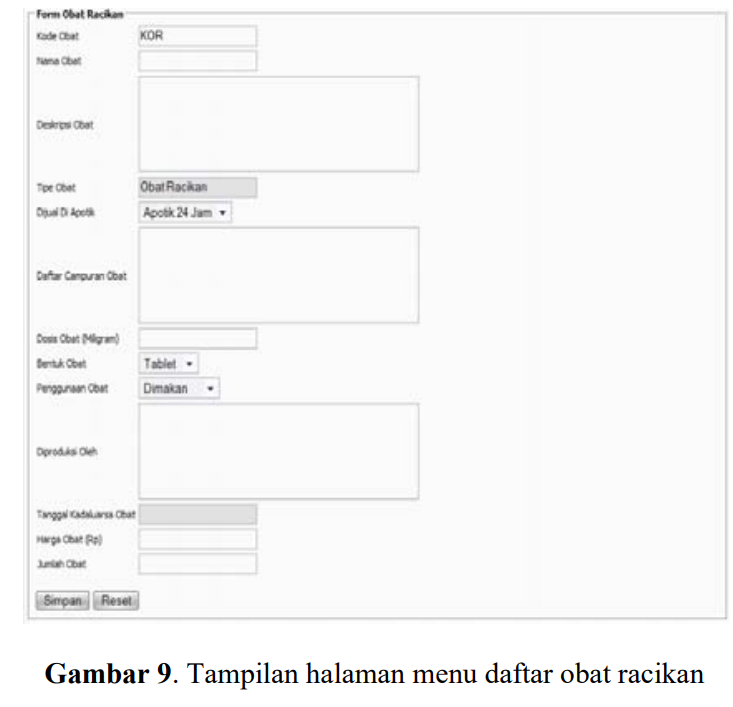 Form Obat Racikan
Kode Obat KOR
Nama Obat
Deskripsi Obat
Tipe Obat Obat Racikan
Dijual Di Apotik Apotik 24 Jam
Daftar Campuran Obat
Dosis Obat (Miligram)
Bentuk Obat Tablet
Penggunaan Obat Dimakan
Diproduksi Oleh
Tanggal Kadaluarsa Obat
Harga Obat (Rp)
Jumlah Obat
Simpan Reset
Gambar 9. Tampilan halaman menu daftar obat racikan